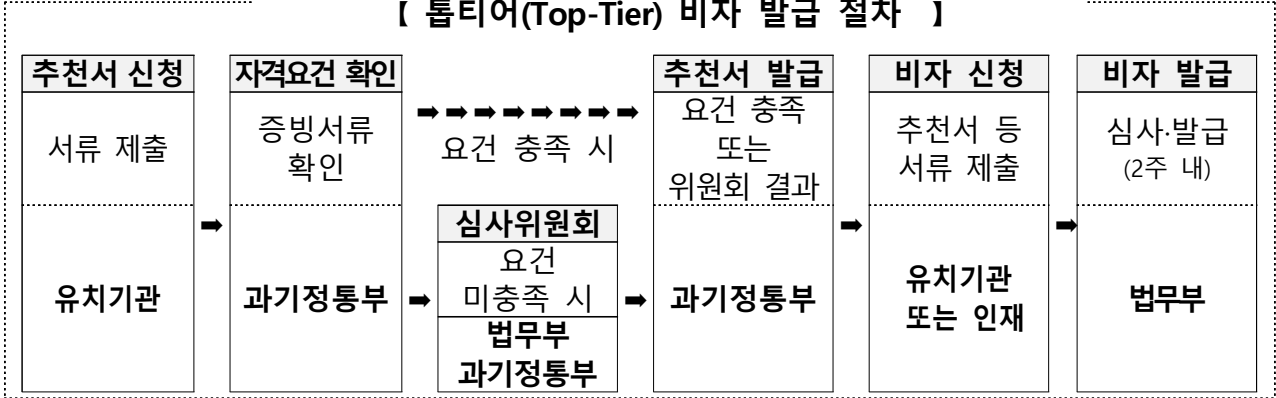 【 톱티어(Top-Tier) 비자 발급 절차 】
추천서 신청
서류 제출
유치기관
➡
자격요건 확인
증빙서류
확인
과기정통부
➡➡➡➡➡➡➡➡
요건 충족 시
➡
심사위원회
요건
미충족 시
법무부
과기정통부
➡
추천서 발급
요건 충족
또는
위원회 결과
과기정통부
➡
비자 신청
추천서 등
서류 제출
유치기관
또는 인재
➡
비자 발급
심사·발급
(2주 내)
법무부